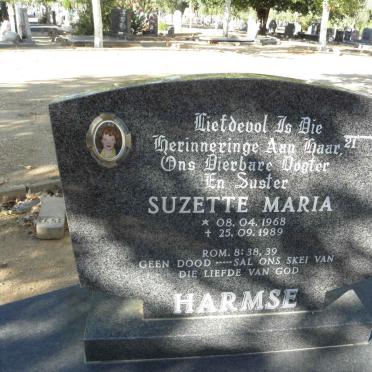 Liefdevol Is Die
Herinneringe Aan Haar,
Ons Dierbare Dogter
En Suster
SUZETTE MARIA
* 08.04.1968
+ 25.09.1989
ROM. 8:38,39
GEEN DOOD ----- SAL ONS SKEI VAN
DIE LIEFDE VAN GOD
HARMSE
21